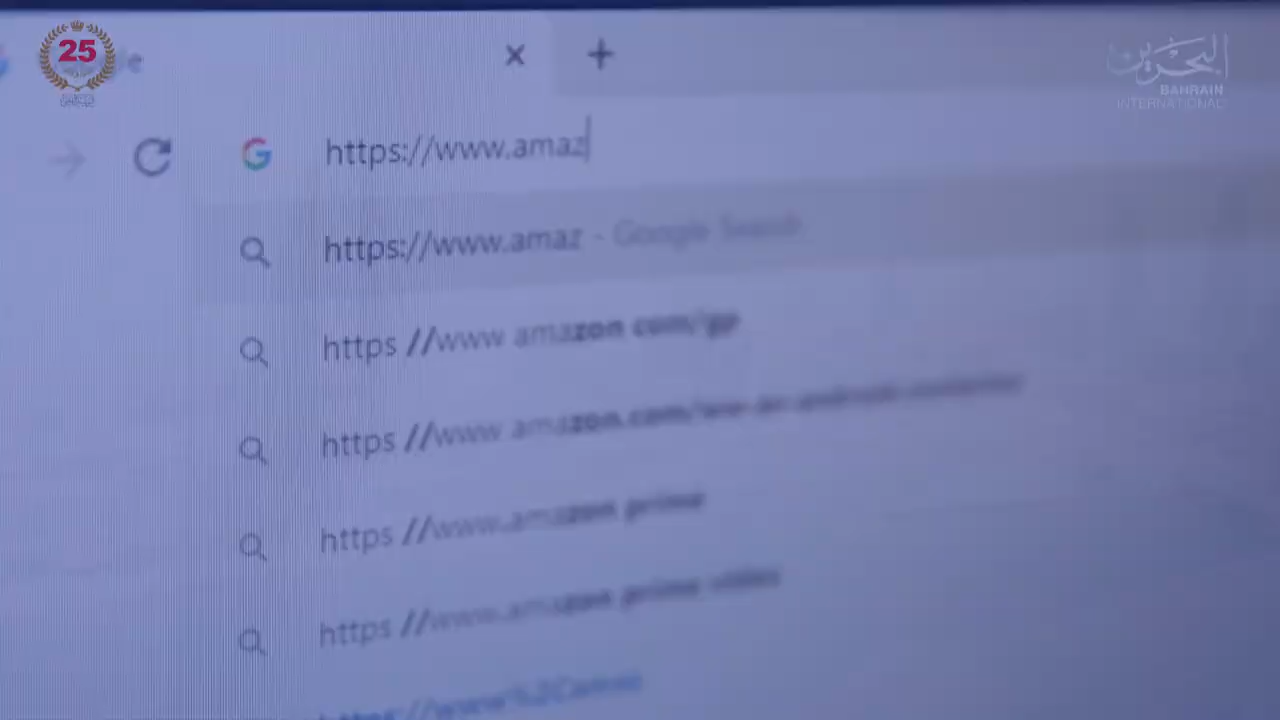 25
البحرين
BAHRAIN
INTERNATIONAL
https://www.amaz
https://www.amaz - Google Search
https //www amazon com/gp
https //www amazon.com/
https //www.amazon prime
https //www.amazon prime video